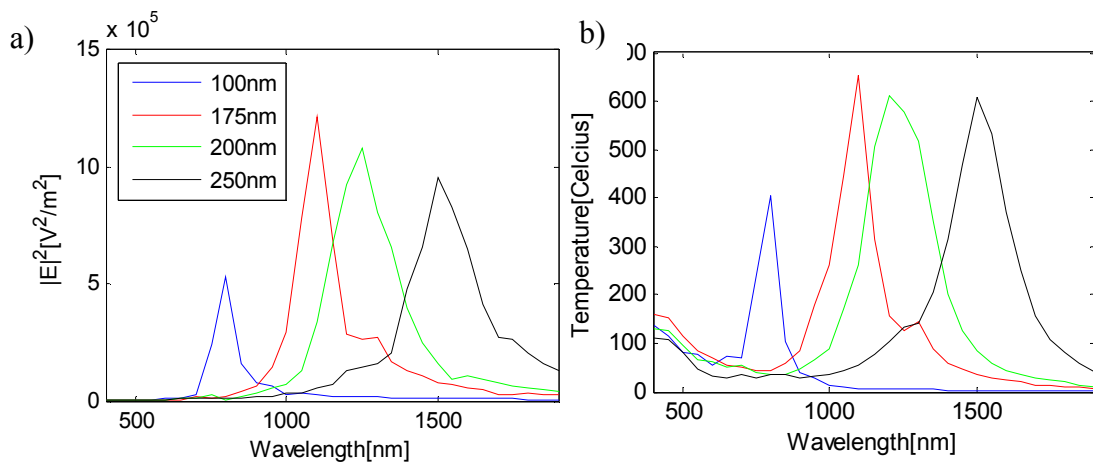 a)
x 10^5
15
10
5
0
|E|^2[V^2/m^2]
100nm
175nm
200nm
250nm
500 1000 1500
Wavelength[nm]
b)
00
600
500
400
300
200
100
0
Temperature[Celcius]
500 1000 1500
Wavelength[nm]